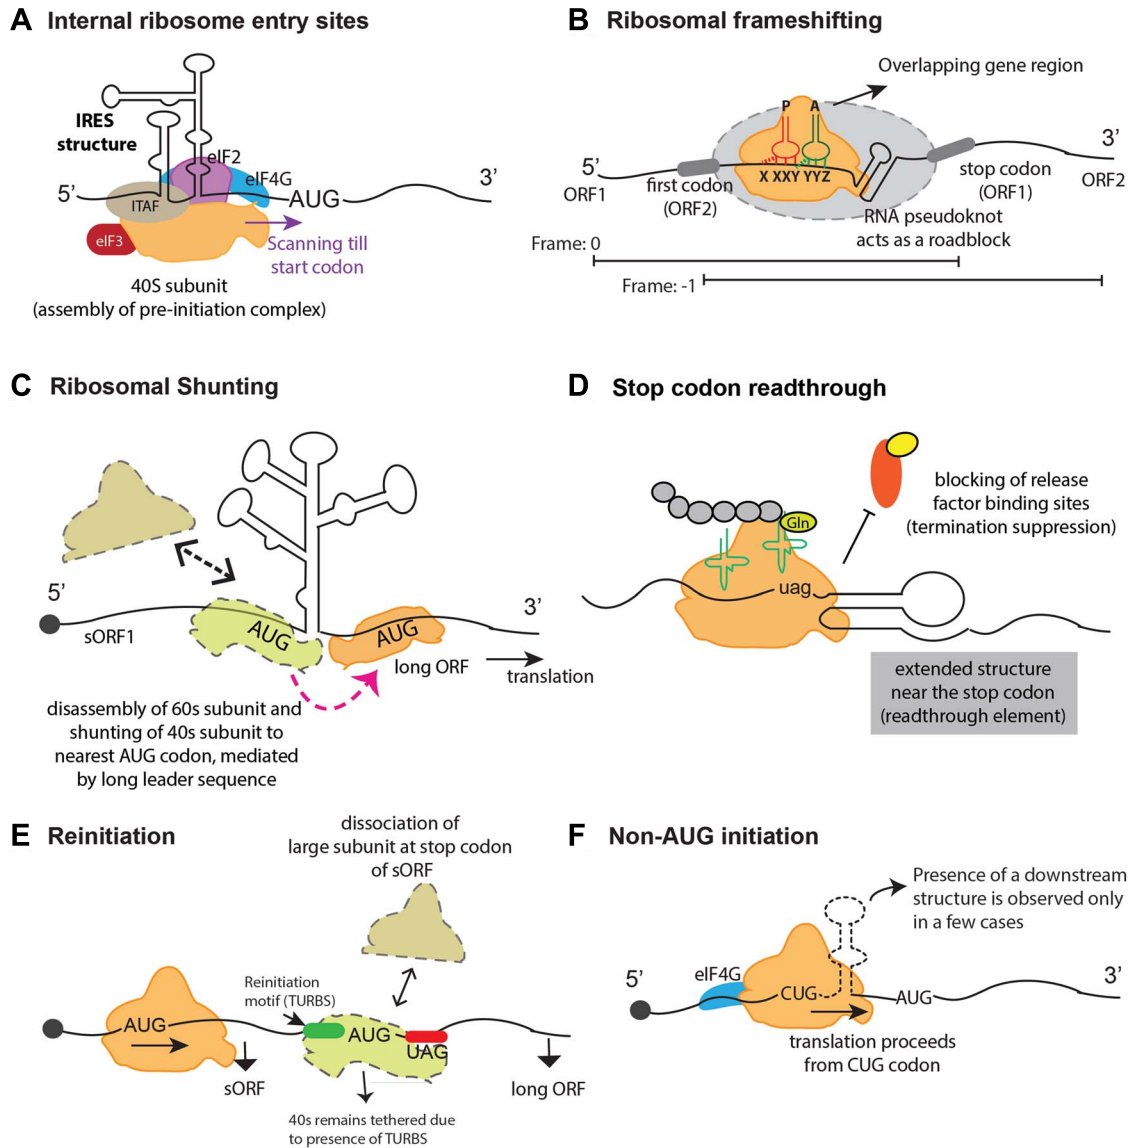 A Internal ribosome entry sites
IRES
structure
eIF2
eIF4G
5’
ITAF
AUG
3’
eIF3
Scanning till
start codon
40S subunit
(assembly of pre-initiation complex)
B Ribosomal frameshifting
Overlapping gene region
P A
5’
ORF1
first codon
(ORF2)
X XXY YYZ
stop codon
(ORF1)
3’
ORF2
RNA pseudoknot
acts as a roadblock
Frame: 0
Frame: -1
C Ribosomal Shunting
5’
sORF1
AUG
AUG
3’
long ORF
translation
disassembly of 60s subunit and
shunting of 40s subunit to
nearest AUG codon, mediated
by long leader sequence
D Stop codon readthrough
Gln
blocking of release
factor binding sites
(termination suppression)
uag
extended structure
near the stop codon
(readthrough element)
E Reinitiation
dissociation of
large subunit at stop codon
of sORF
Reinitiation
motif (TURBS)
AUG
AUG
UAG
sORF
long ORF
40s remains tethered due
to presence of TURBS
F Non-AUG initiation
Presence of a downstream
structure is observed only
in a few cases
5’
eIF4G
CUG
AUG
3’
translation proceeds
from CUG codon